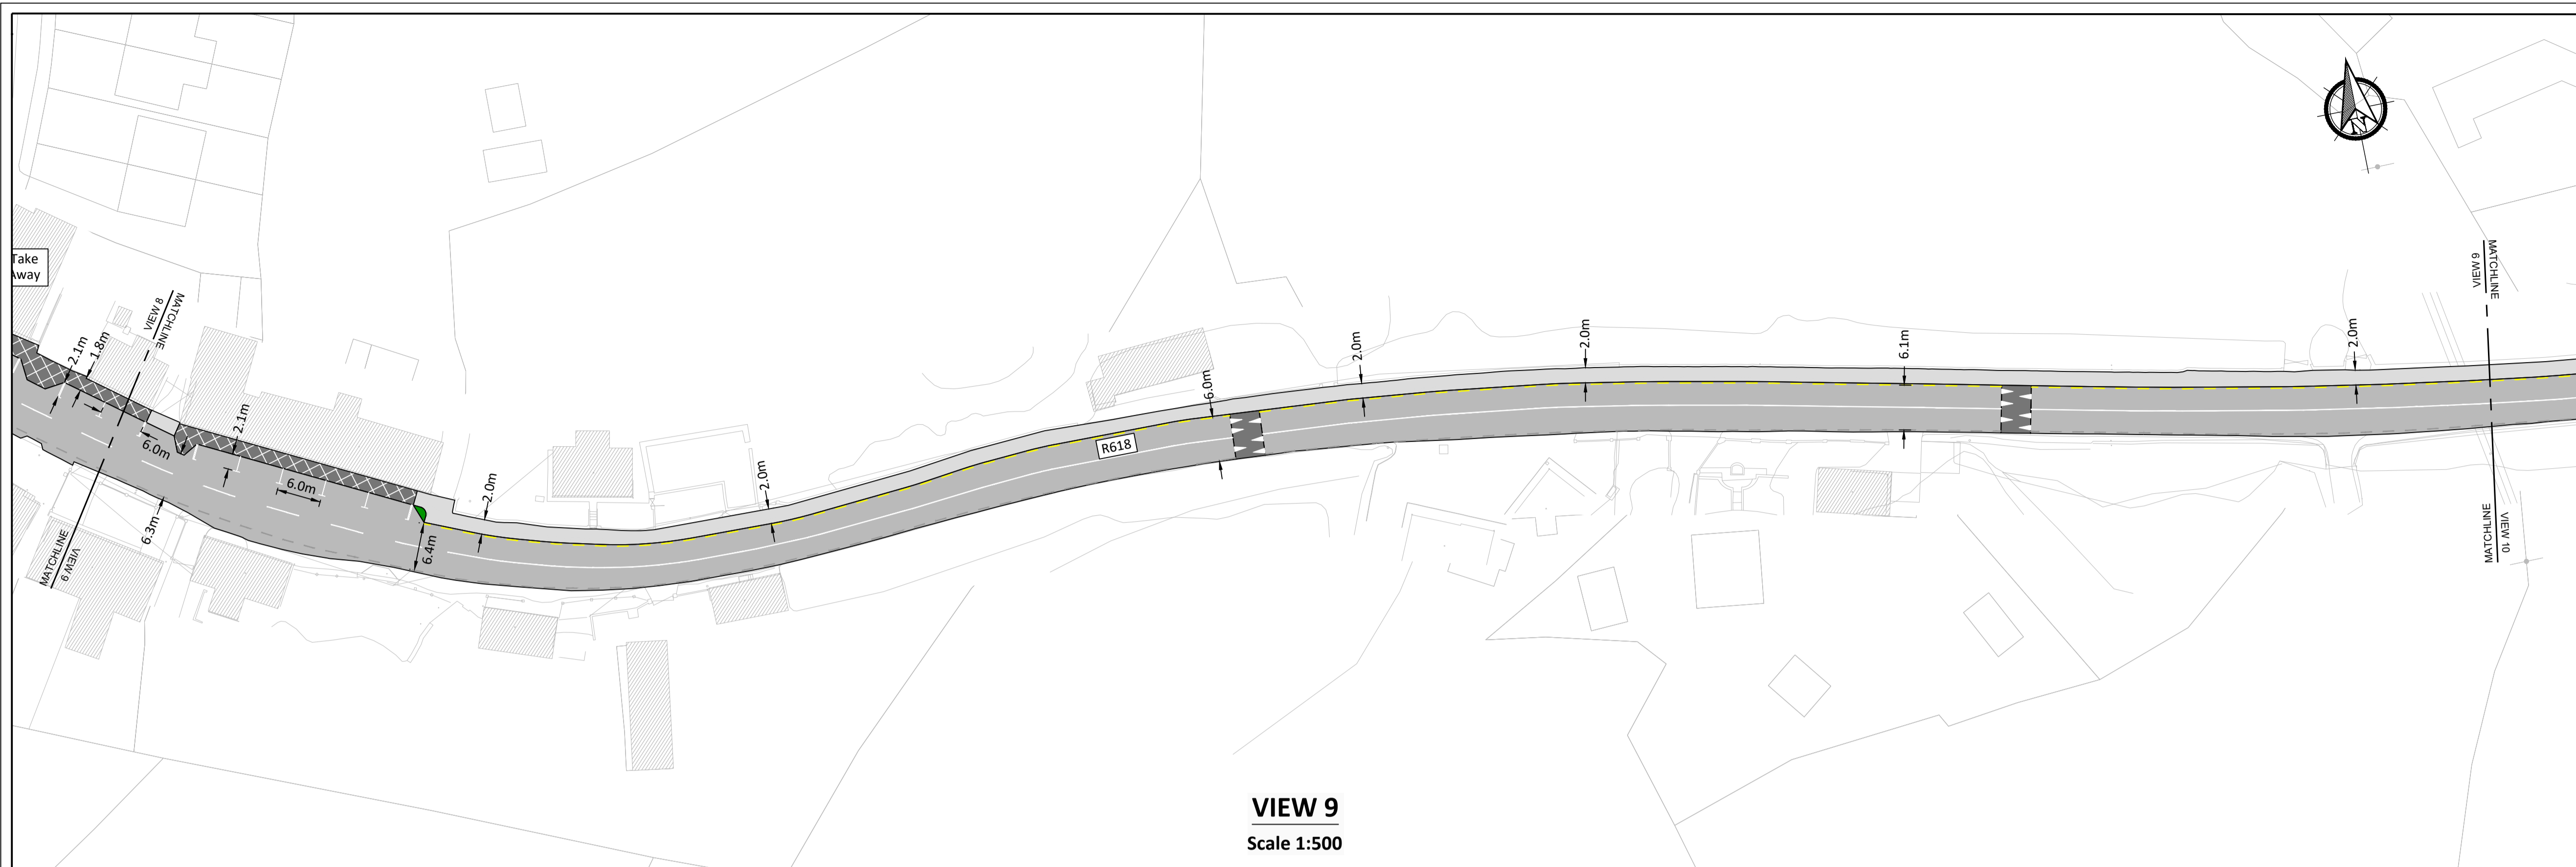 Take
Away
VIEW 8
MATCHLINE
2.1m
1.8m
6.0m
2.1m
6.0m
6.3m
MATCHLINE
VIEW 9
6.4m
2.0m
2.0m
R618
6.0m
2.0m
2.0m
6.1m
2.0m
VIEW 9
MATCHLINE
MATCHLINE
VIEW 10
N
VIEW 9
Scale 1:500